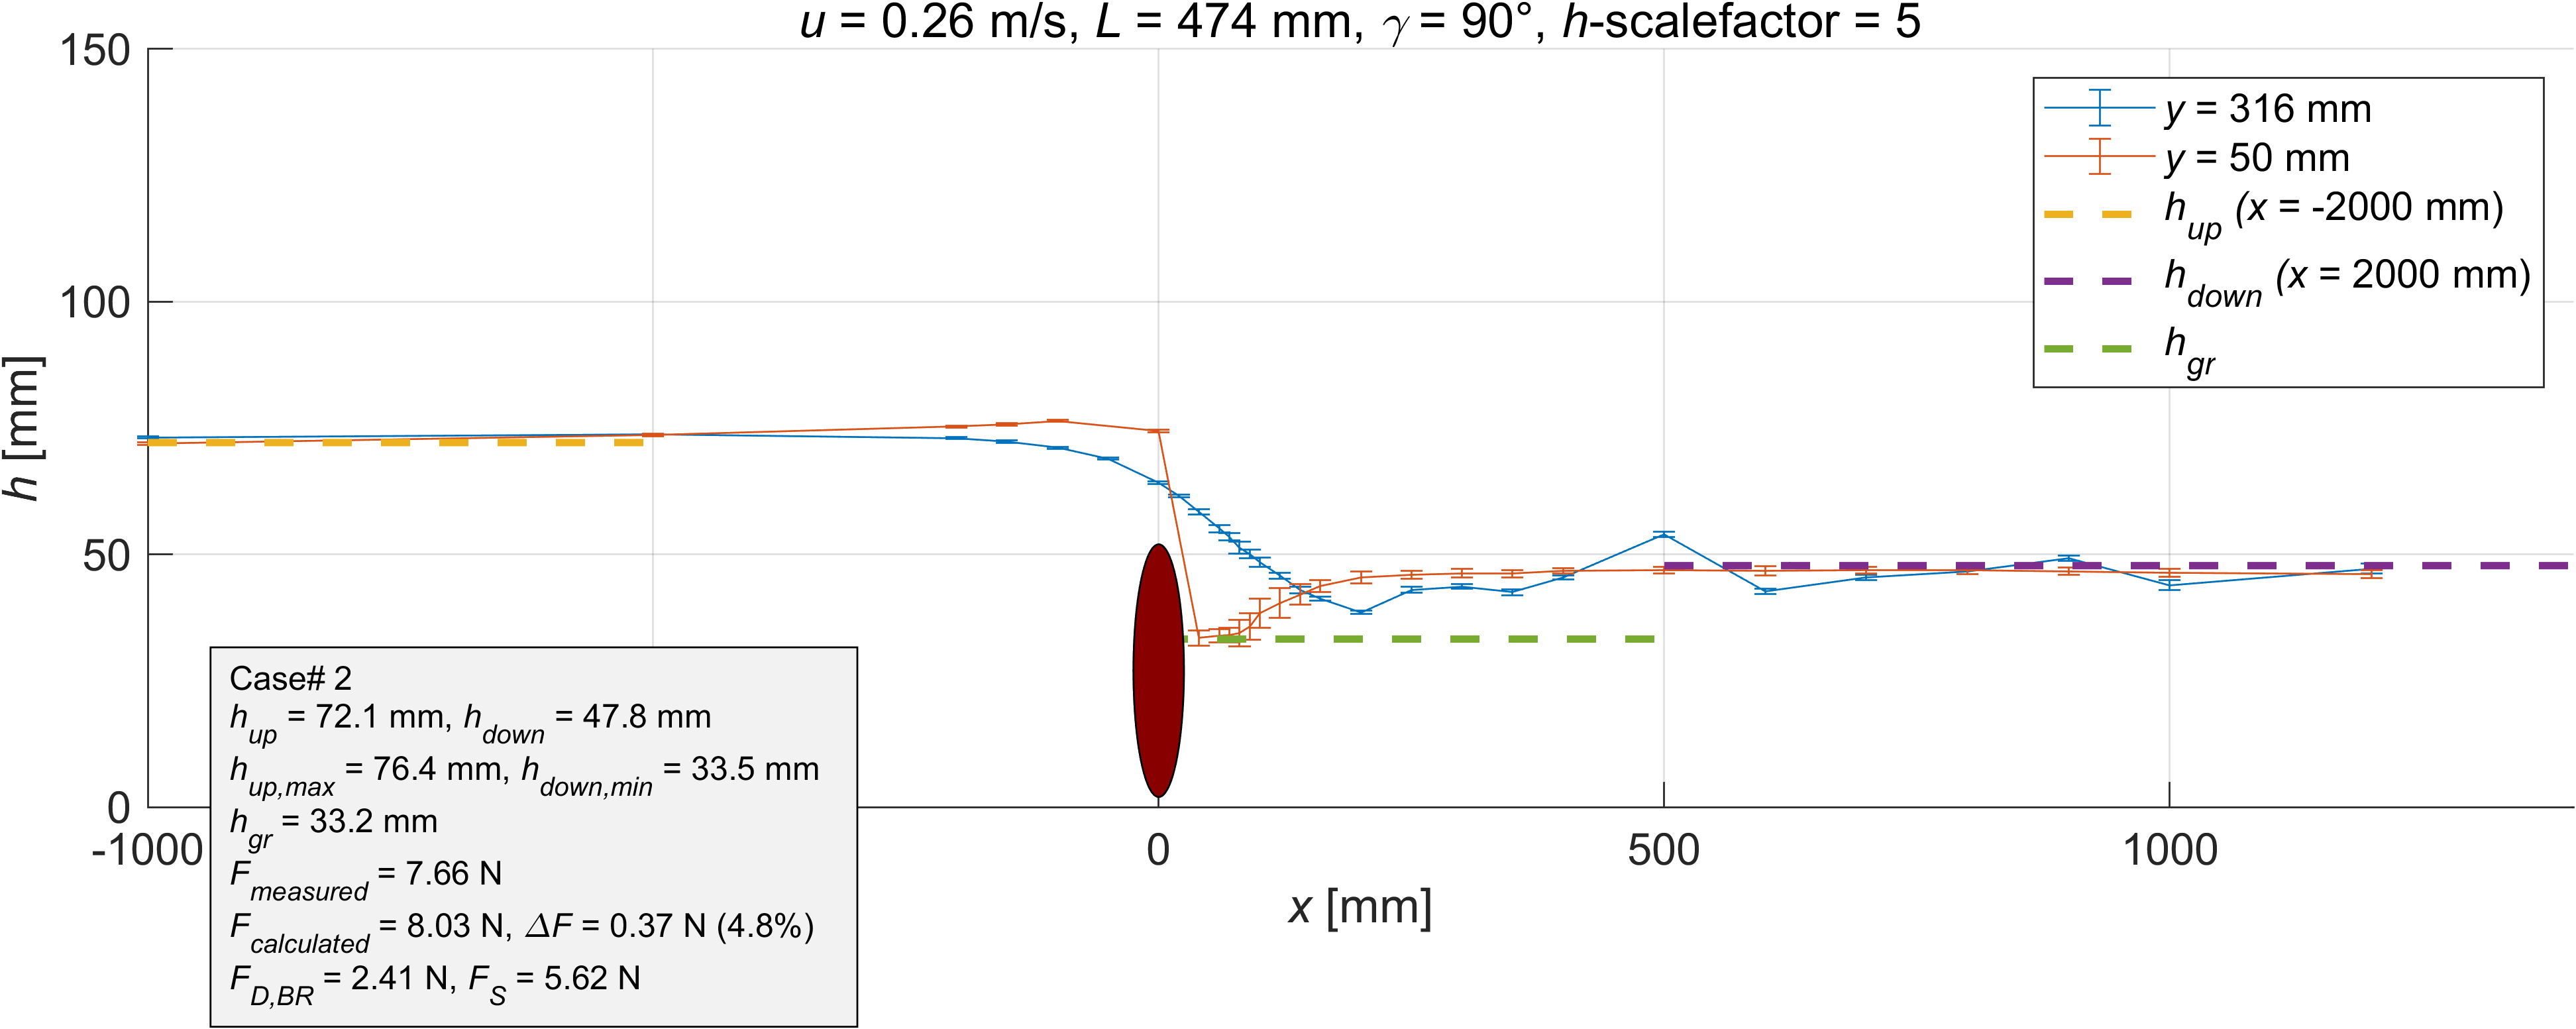 u = 0.26 m/s, L = 474 mm, γ = 90°, h-scalefactor = 5
150
100
50
0
h [mm]
-1000
0
500
1000
x [mm]
y = 316 mm
y = 50 mm
h_up (x = -2000 mm)
h_down (x = 2000 mm)
h_gr
Case# 2
h_up = 72.1 mm, h_down = 47.8 mm
h_up,max = 76.4 mm, h_down,min = 33.5 mm
h_gr = 33.2 mm
F_measured = 7.66 N
F_calculated = 8.03 N, ΔF = 0.37 N (4.8%)
F_D,BR = 2.41 N, F_S = 5.62 N